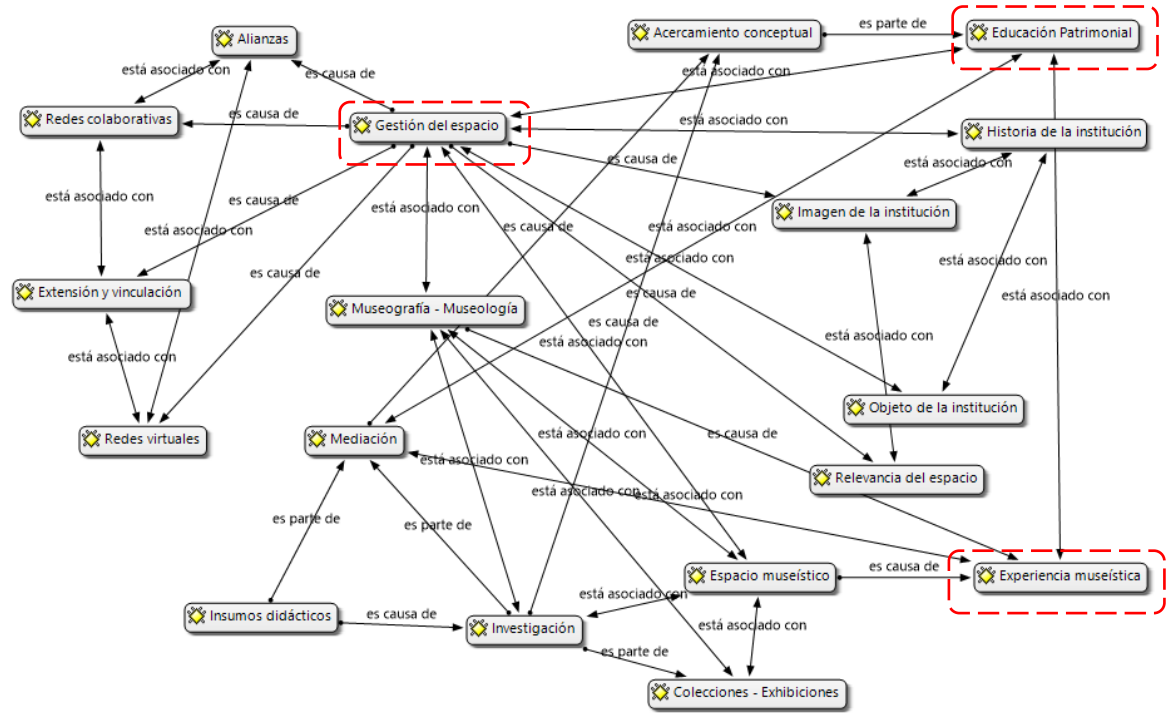 Acercamiento conceptual
es parte de
Educación Patrimonial
Alianzas
está asociado con
es causa de
está asociado con
Redes colaborativas
es causa de
Gestión del espacio
está asociado con
Historia de la institución
es causa de
está asociado con
está asociado con
es causa de
está asociado con
Imagen de la institución
es causa de
está asociado con
está asociado con
está asociado con
está asociado con
es causa de
Extensión y vinculación
es causa de
está asociado con
Museografía - Museología
es causa de
está asociado con
está asociado con
está asociado con
Objeto de la institución
Redes virtuales
Mediación
está asociado con
es causa de
está asociado con
Relevancia del espacio
está asociado con
está asociado con
es parte de
es parte de
Espacio museístico
es causa de
Experiencia museística
está asociado con
Insumos didácticos
es causa de
Investigación
está asociado con
es parte de
Colecciones - Exhibiciones